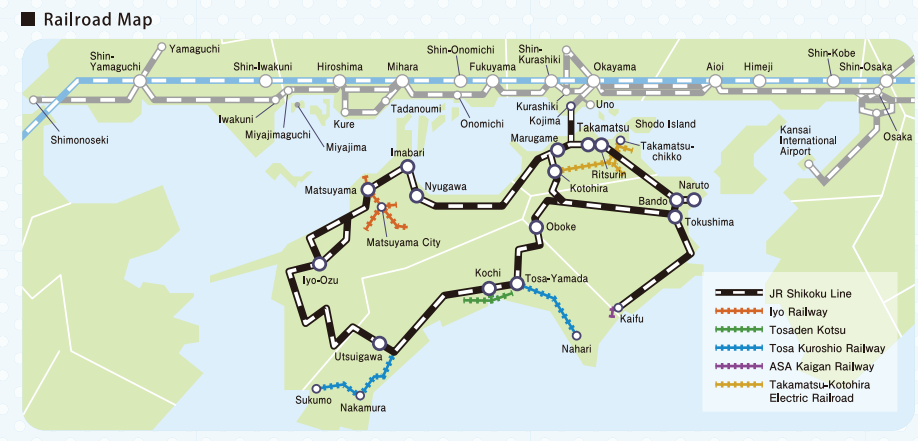 Railroad Map
Shin-
Yamaguchi
Yamaguchi
Shin-Iwakuni
Hiroshima
Mihara
Shin-Onomichi
Fukuyama
Shin-
Kurashiki
Okayama
Aioi
Himeji
Shin-Kobe
Shin-Osaka
Shimonoseki
Iwakuni
Miyajimaguchi
Miyajima
Kure
Tadanoumi
Onomichi
Kurashiki
Kojima
Uno
Kansai
International
Airport
Osaka
Marugame
Takamatsu
Shodo Island
Takamatsu-
chikko
Ritsurin
Kotohira
Imabari
Matsuyama
Nyugawa
Matsuyama City
Naruto
Bando
Tokushima
Oboke
Iyo-Ozu
Kochi
Tosa-Yamada
Kaifu
Nahari
Utsuigawa
Sukumo
Nakamura
JR Shikoku Line
Iyo Railway
Tosaden Kotsu
Tosa Kuroshio Railway
ASA Kaigan Railway
Takamatsu-Kotohira
Electric Railroad